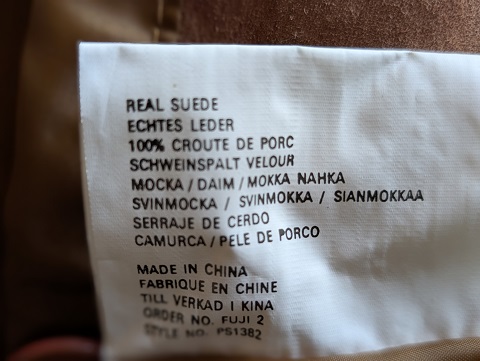 REAL SUEDE
ECHTES LEDER
100% CROUTE DE PORC
SCHWEINSPALT VELOUR
MOCKA / DAIM / MOKKA NAHKA
SVINMOCKA / SVINMOKKA / SIANMOKKAA
SERRAJE DE CERDO
CAMURCA / PELE DE PORCO
MADE IN CHINA
FABRIQUE EN CHINE
TILL VERKAD I KINA
ORDER NO. FUJI 2
STYLE NO. PS1382